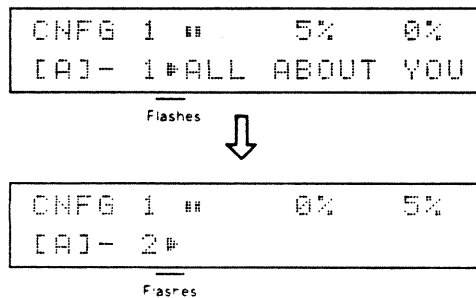 CNFG 1 " 5% 0%
[A]- 1▶ALL ABOUT YOU
Flashes
CNFG 1 " 0% 5%
[A]- 2▶
Flashes